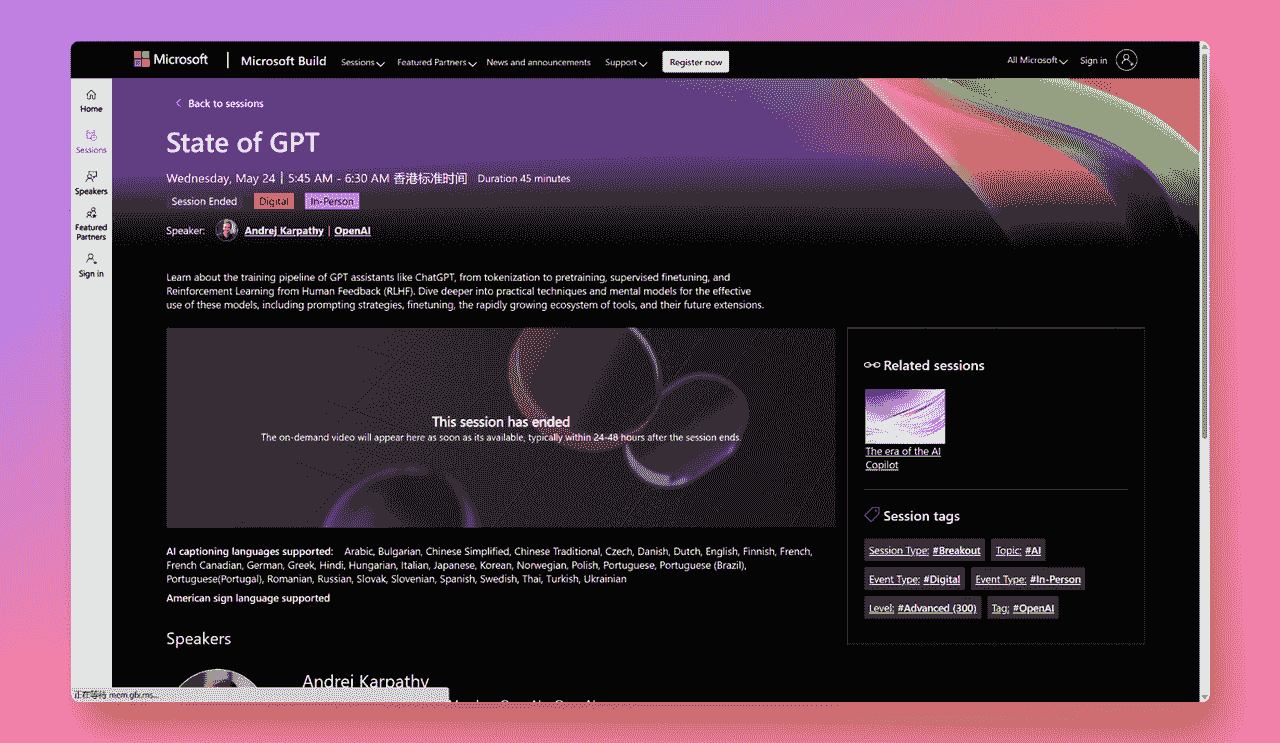 Microsoft | Microsoft Build Sessions Featured Partners News and announcements Support Register now All Microsoft Sign in
Home
Sessions
Speakers
Featured
Partners
Sign in
Back to sessions
State of GPT
Wednesday, May 24 | 5:45 AM - 6:30 AM 香港标准时间 Duration 45 minutes
Session Ended Digital In-Person
Speaker: Andrej Karpathy | OpenAI
Learn about the training pipeline of GPT assistants like ChatGPT, from tokenization to pretraining, supervised finetuning, and
Reinforcement Learning from Human Feedback (RLHF). Dive deeper into practical techniques and mental models for the effective
use of these models, including prompting strategies, finetuning, the rapidly growing ecosystem of tools, and their future extensions.
This session has ended
The on-demand video will appear here as soon as its available, typically within 24-48 hours after the session ends.
AI captioning languages supported: Arabic, Bulgarian, Chinese Simplified, Chinese Traditional, Czech, Danish, Dutch, English, Finnish, French,
French Canadian, German, Greek, Hindi, Hungarian, Italian, Japanese, Korean, Norwegian, Polish, Portuguese, Portuguese (Brazil),
Portuguese(Portugal), Romanian, Russian, Slovak, Slovenian, Spanish, Swedish, Thai, Turkish, Ukrainian
American sign language supported
Speakers
Andrej Karpathy
Related sessions
The era of the AI
Copilot
Session tags
Session Type: #Breakout Topic: #AI
Event Type: #Digital Event Type: #In-Person
Level: #Advanced (300) Tag: #OpenAI
正在等待 mem.gfx.ms...